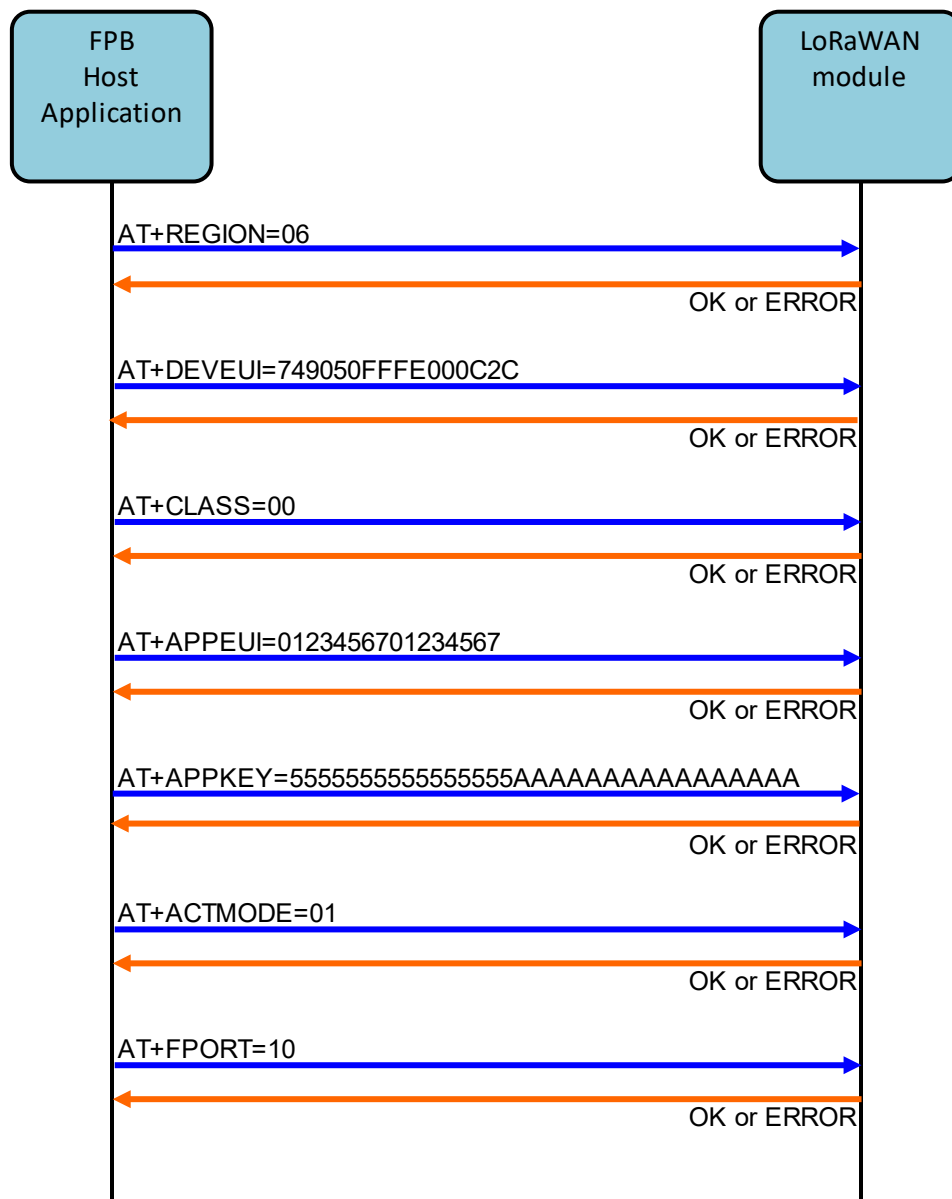 FPB
Host
Application
LoRaWAN
module
AT+REGION=06
OK or ERROR
AT+DEVEUI=749050FFFE000C2C
OK or ERROR
AT+CLASS=00
OK or ERROR
AT+APPEUI=0123456701234567
OK or ERROR
AT+APPKEY=5555555555555555AAAAAAAAAAAAAAAA
OK or ERROR
AT+ACTMODE=01
OK or ERROR
AT+FPORT=10
OK or ERROR